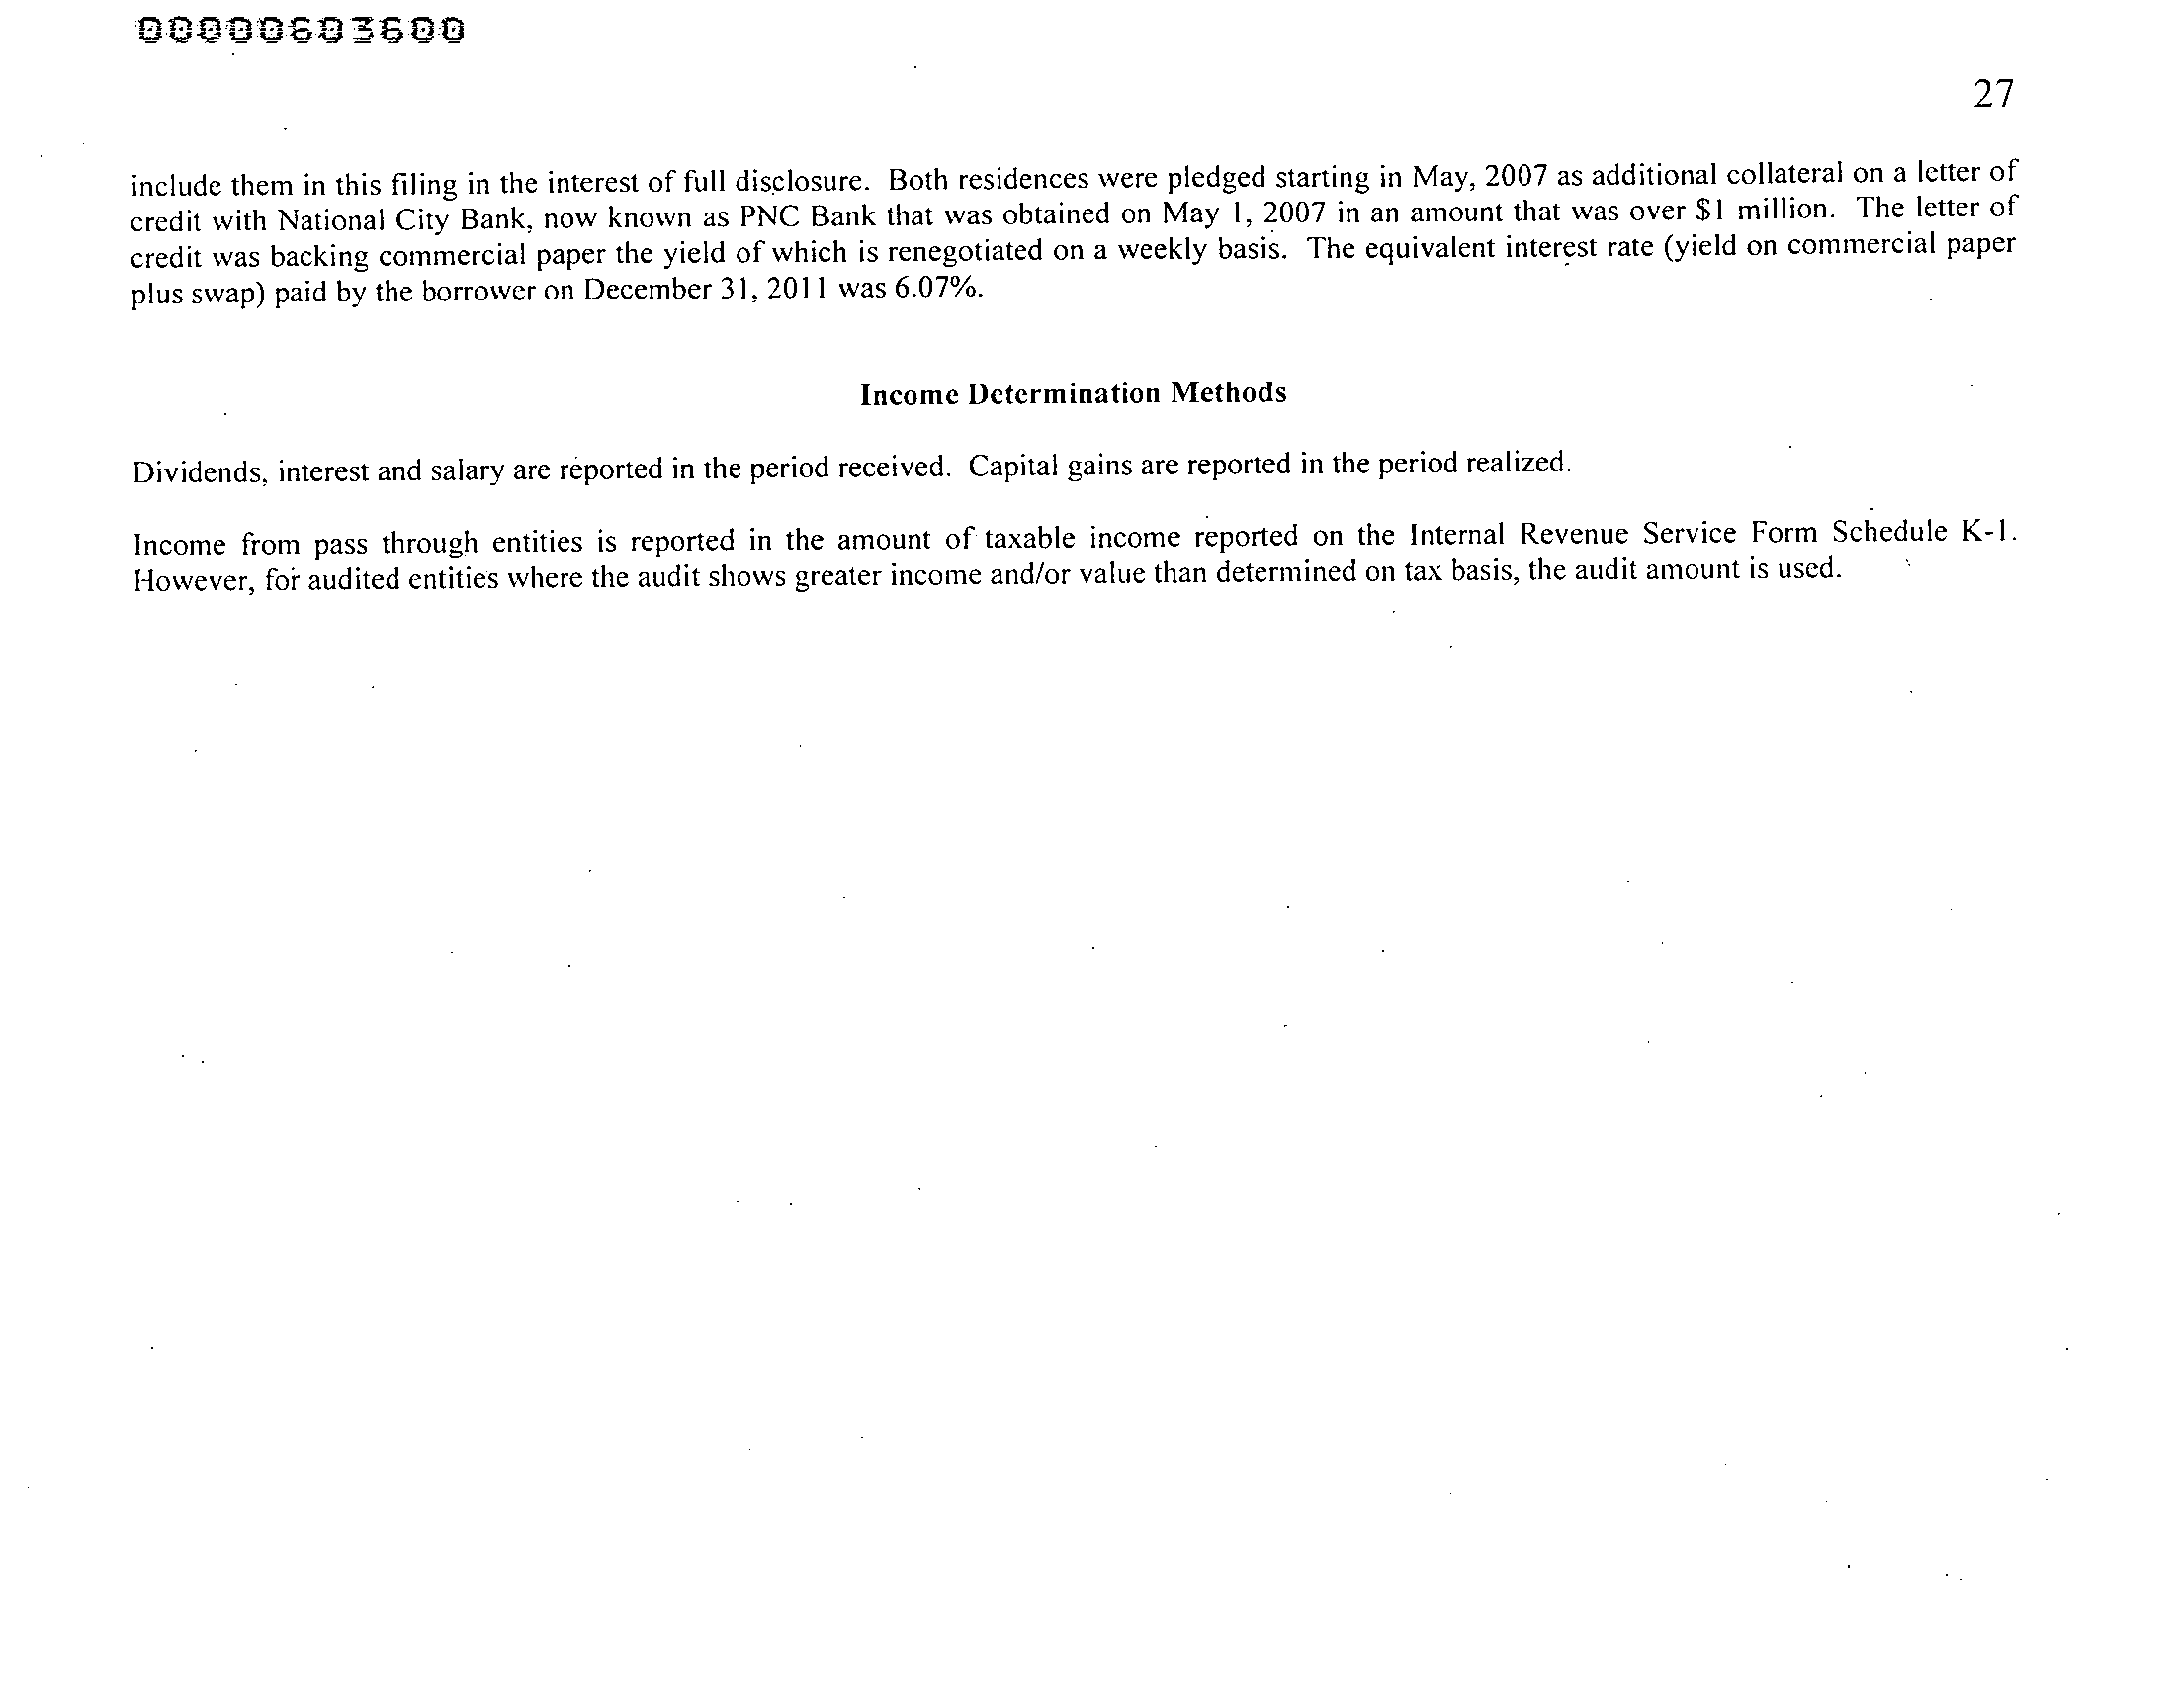 00000603600
27
include them in this filing in the interest of full disclosure. Both residences were pledged starting in May, 2007 as additional collateral on a letter of
credit with National City Bank, now known as PNC Bank that was obtained on May 1, 2007 in an amount that was over $1 million. The letter of
credit was backing commercial paper the yield of which is renegotiated on a weekly basis. The equivalent interest rate (yield on commercial paper
plus swap) paid by the borrower on December 31, 2011 was 6.07%.
Income Determination Methods
Dividends, interest and salary are reported in the period received. Capital gains are reported in the period realized.
Income from pass through entities is reported in the amount of taxable income reported on the Internal Revenue Service Form Schedule K-1.
However, for audited entities where the audit shows greater income and/or value than determined on tax basis, the audit amount is used.